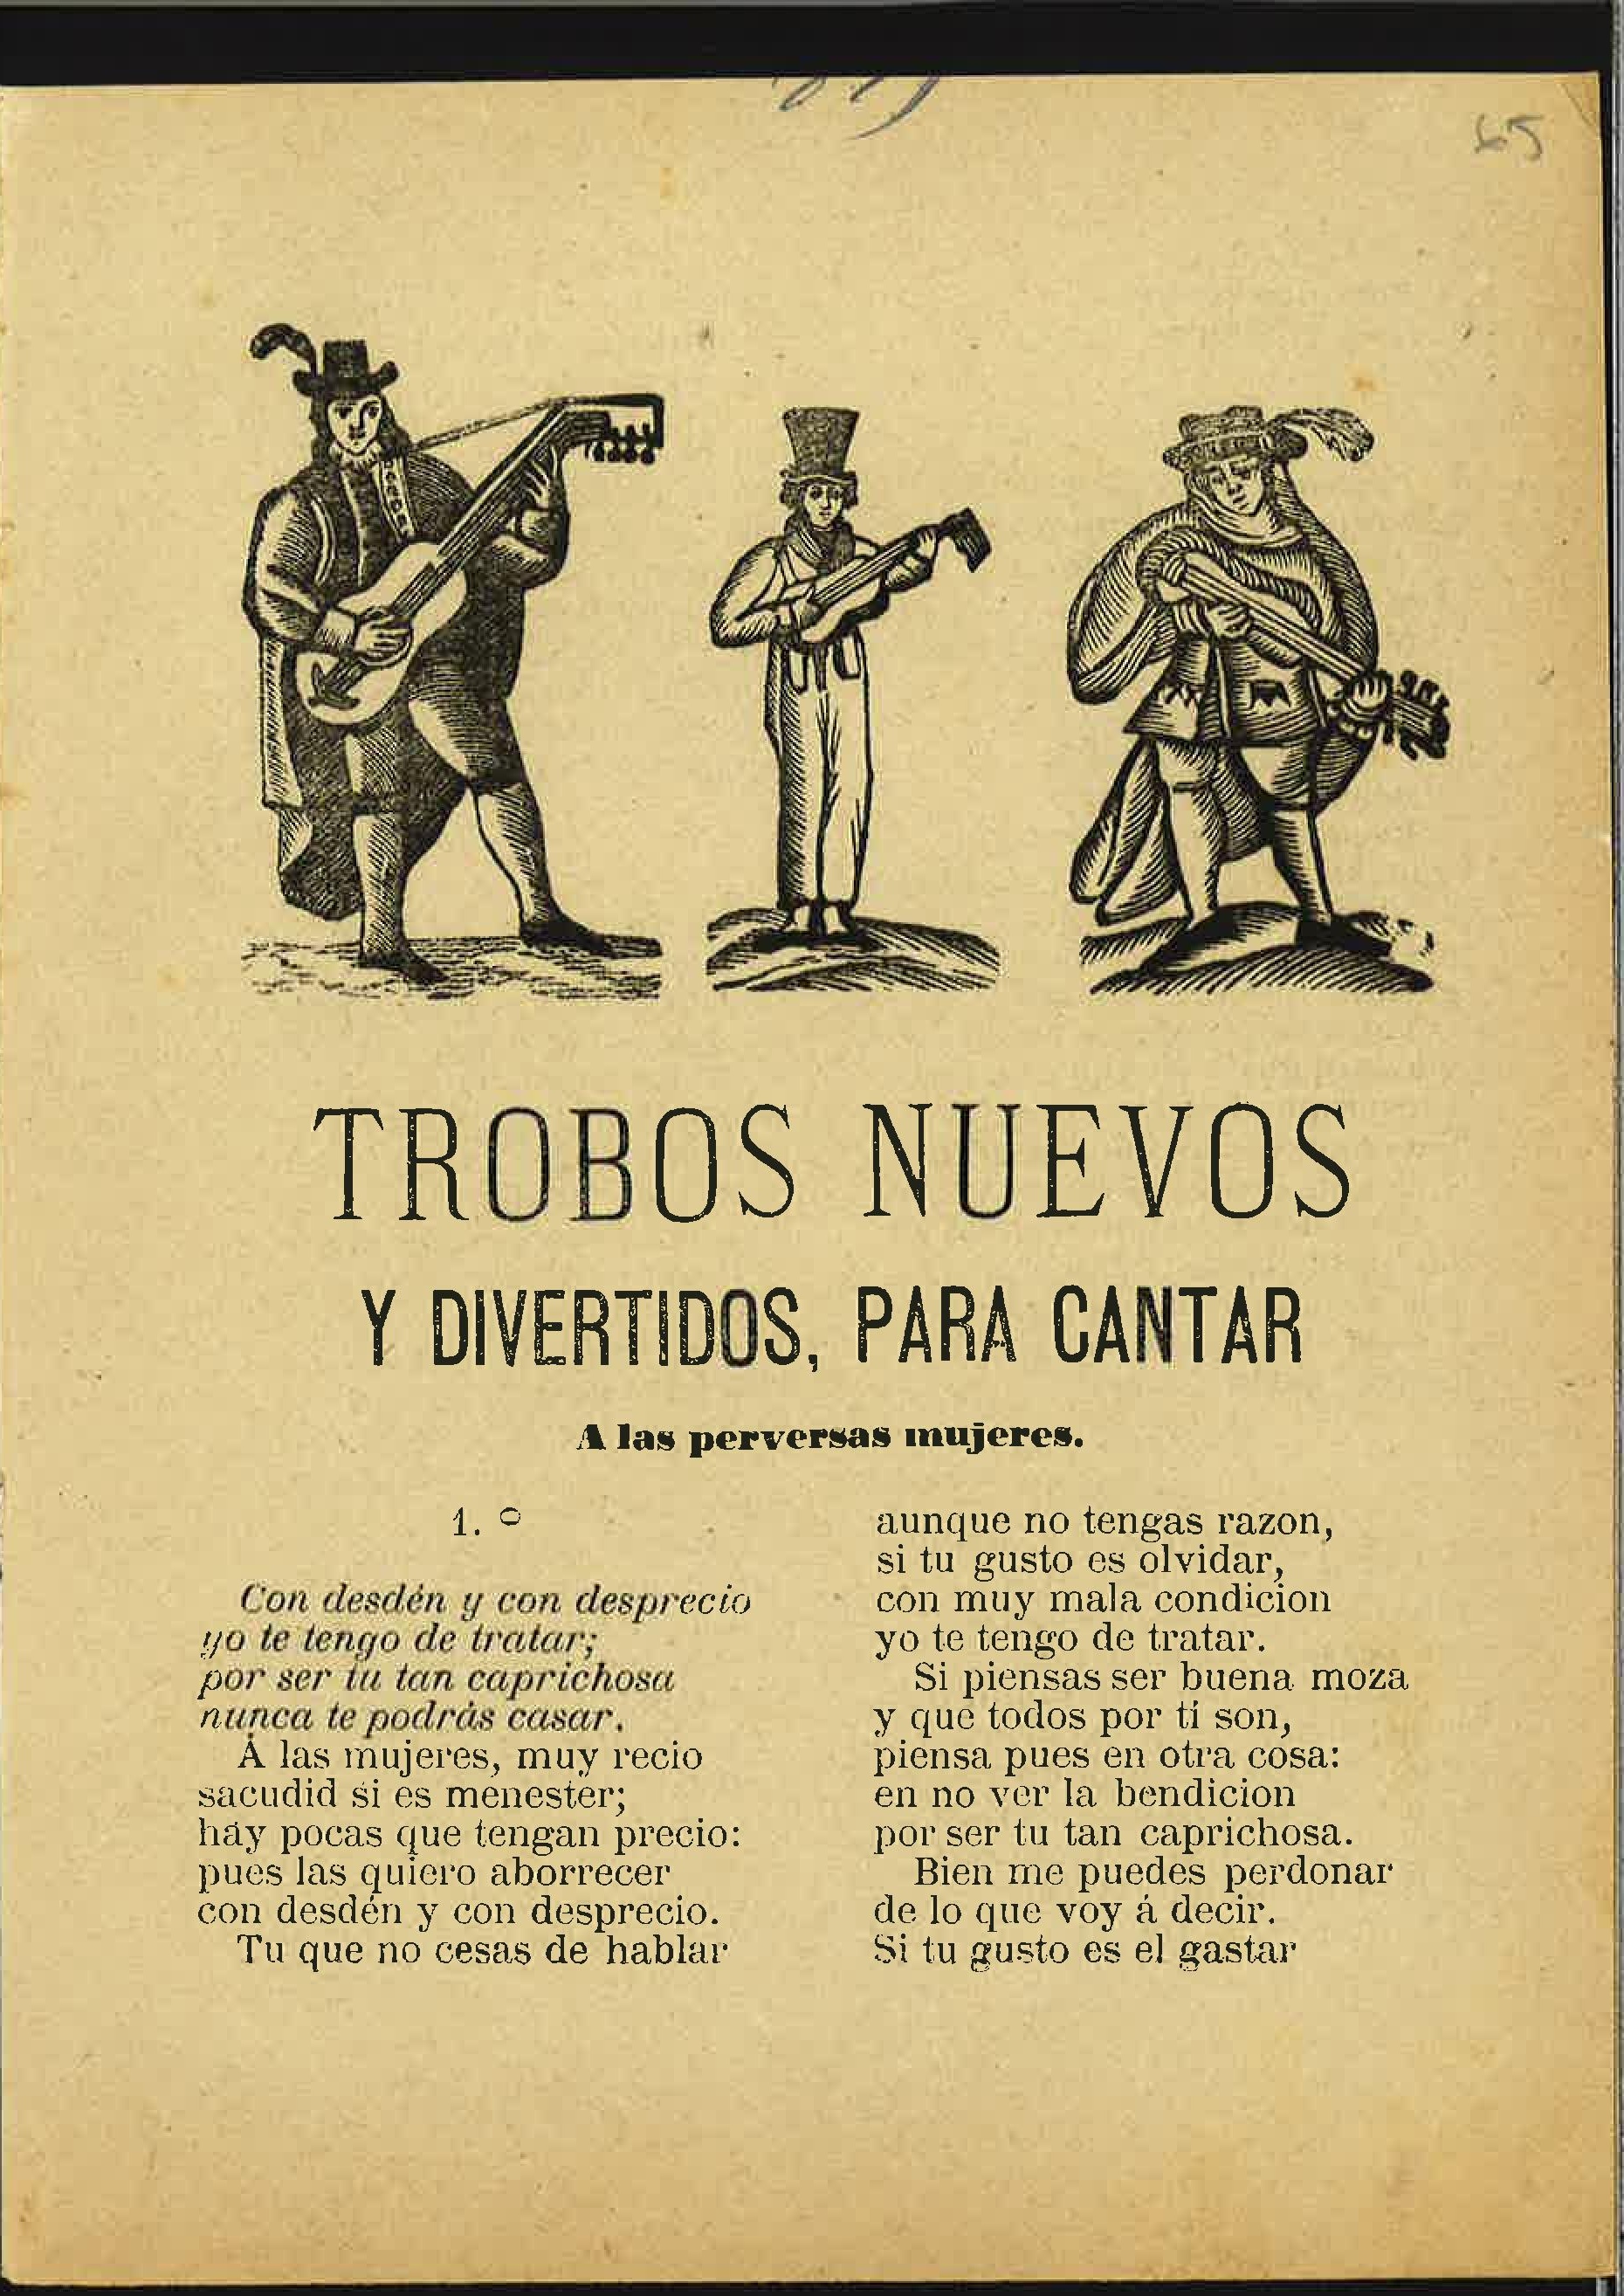 65
TROBOS NUEVOS
Y DIVERTIDOS, PARA CANTAR
A las perversas mujeres.
1.º
Con desdén y con desprecio
yo te tengo de tratar;
por ser tu tan caprichosa
nunca te podrás casar.
Á las mujeres, muy recio
sacudid si es menester;
hay pocas que tengan precio:
pues las quiero aborrecer
con desdén y con desprecio.
Tu que no cesas de hablar
aunque no tengas razon,
si tu gusto es olvidar,
con muy mala condicion
yo te tengo de tratar.
Si piensas ser buena moza
y que todos por tí son,
piensa pues en otra cosa:
en no ver la bendicion
por ser tu tan caprichosa.
Bien me puedes perdonar
de lo que voy á decir.
Si tu gusto es el gastar